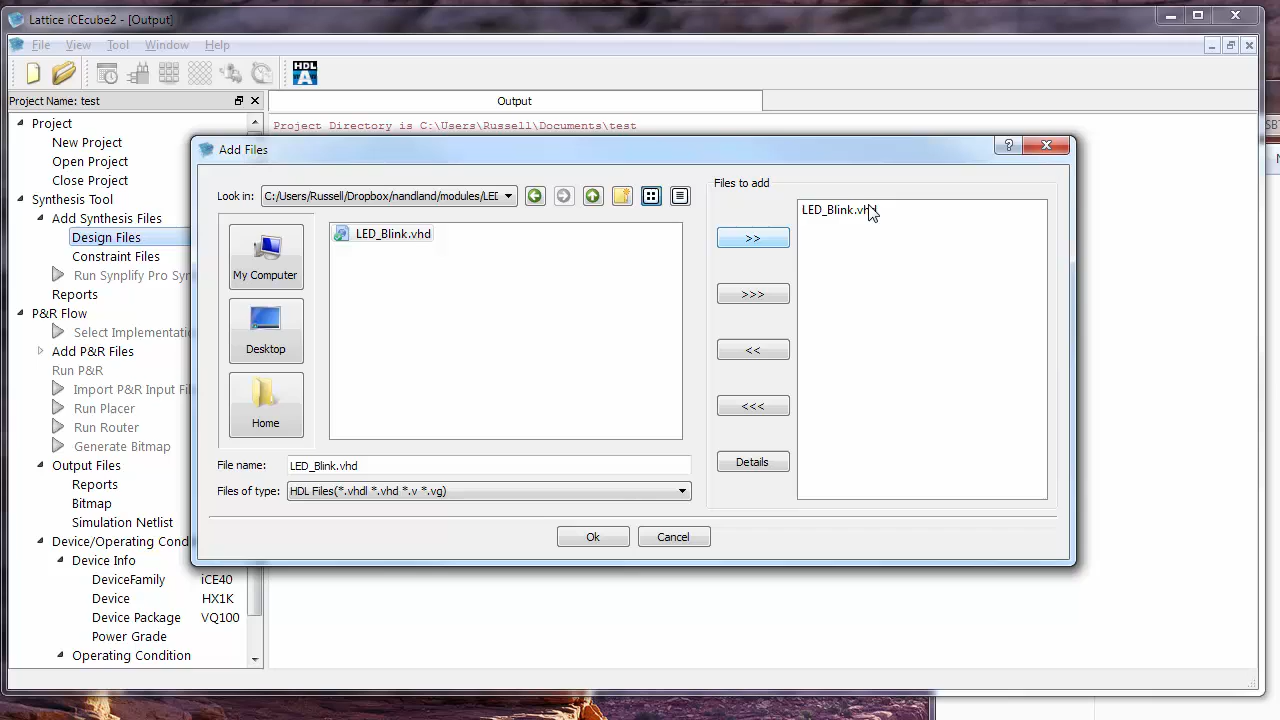 Lattice iCEcube2 - [Output]
File View Tool Window Help
HDL
A
Project Name: test
Output
Project
New Project
Open Project
Close Project
Synthesis Tool
Add Synthesis Files
Design Files
Constraint Files
Run Synplify Pro Syn
Reports
P&R Flow
Select Implementatio
Add P&R Files
Run P&R
Import P&R Input Fil
Run Placer
Run Router
Generate Bitmap
Output Files
Reports
Bitmap
Simulation Netlist
Device/Operating Cond
Device Info
DeviceFamily iCE40
Device HX1K
Device Package VQ100
Power Grade
Operating Condition
Project Directory is C:\Users\Russell\Documents\test
Add Files
Look in: C:/Users/Russell/Dropbox/nandland/modules/LED
My Computer
Desktop
Home
LED_Blink.vhd
File name: LED_Blink.vhd
Files of type: HDL Files(*.vhdl *.vhd *.v *.vg)
Files to add
>>
>>>
<<
<<<
Details
LED_Blink.vhd
Ok Cancel